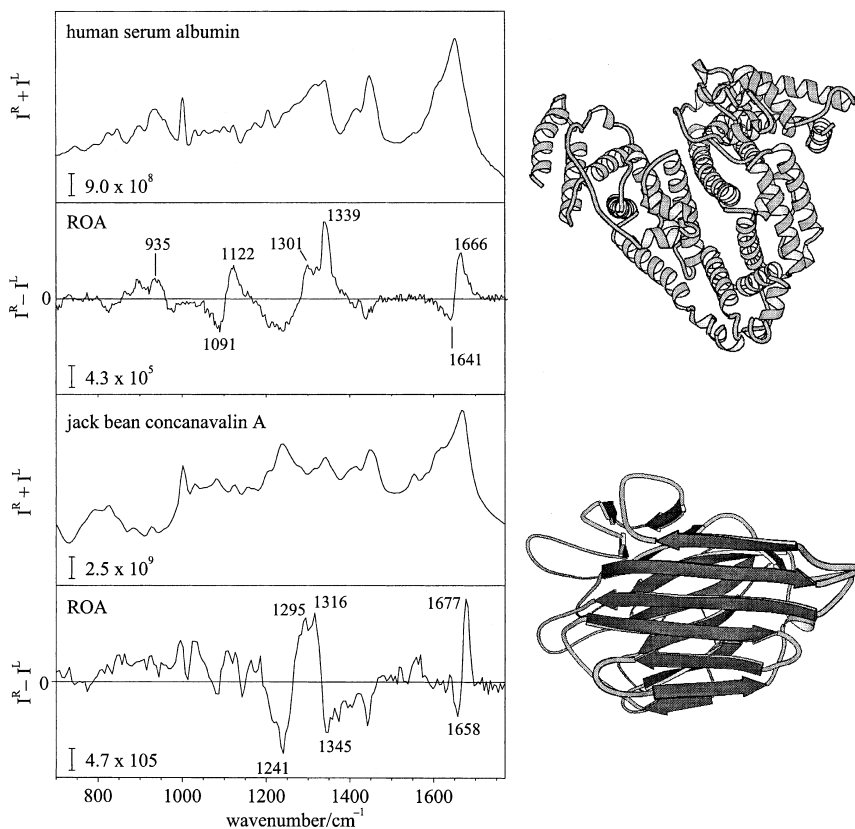 human serum albumin
I^R + I^L
9.0 x 10^8
ROA
935
1122
1301
1339
1666
0
I^R – I^L
1091
1641
4.3 x 10^5
jack bean concanavalin A
I^R + I^L
2.5 x 10^9
ROA
1295
1316
1677
0
I^R – I^L
1241
1345
1658
4.7 x 105
800 1000 1200 1400 1600
wavenumber/cm^–1